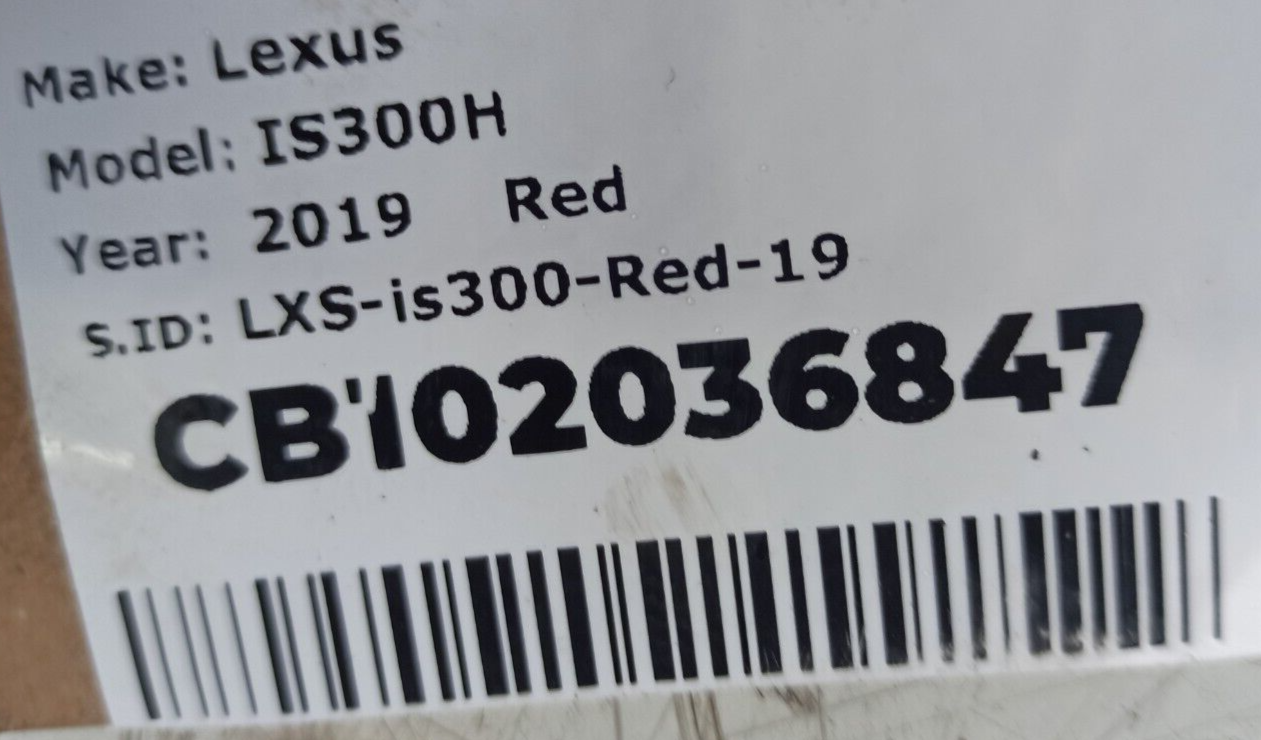 Make: Lexus
Model: IS300H
Year: 2019 Red
S.ID: LXS-is300-Red-19
CB102036847